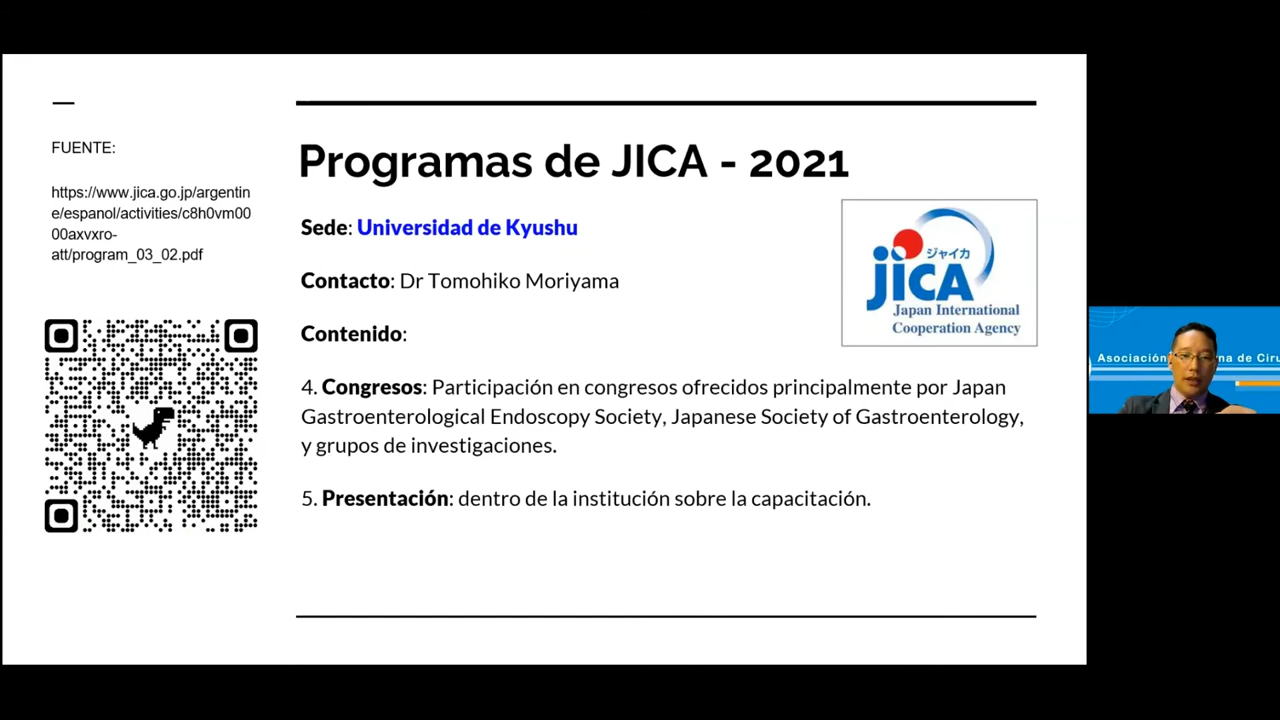 FUENTE:
https://www.jica.go.jp/argentin
e/espanol/activities/c8h0vm00
00axvxro-
att/program_03_02.pdf
Programas de JICA - 2021
Sede: Universidad de Kyushu
Contacto: Dr Tomohiko Moriyama
Contenido:
4. Congresos: Participación en congresos ofrecidos principalmente por Japan
Gastroenterological Endoscopy Society, Japanese Society of Gastroenterology,
y grupos de investigaciones.
5. Presentación: dentro de la institución sobre la capacitación.
ジャイカ
JICA
Japan International
Cooperation Agency
Asociación de